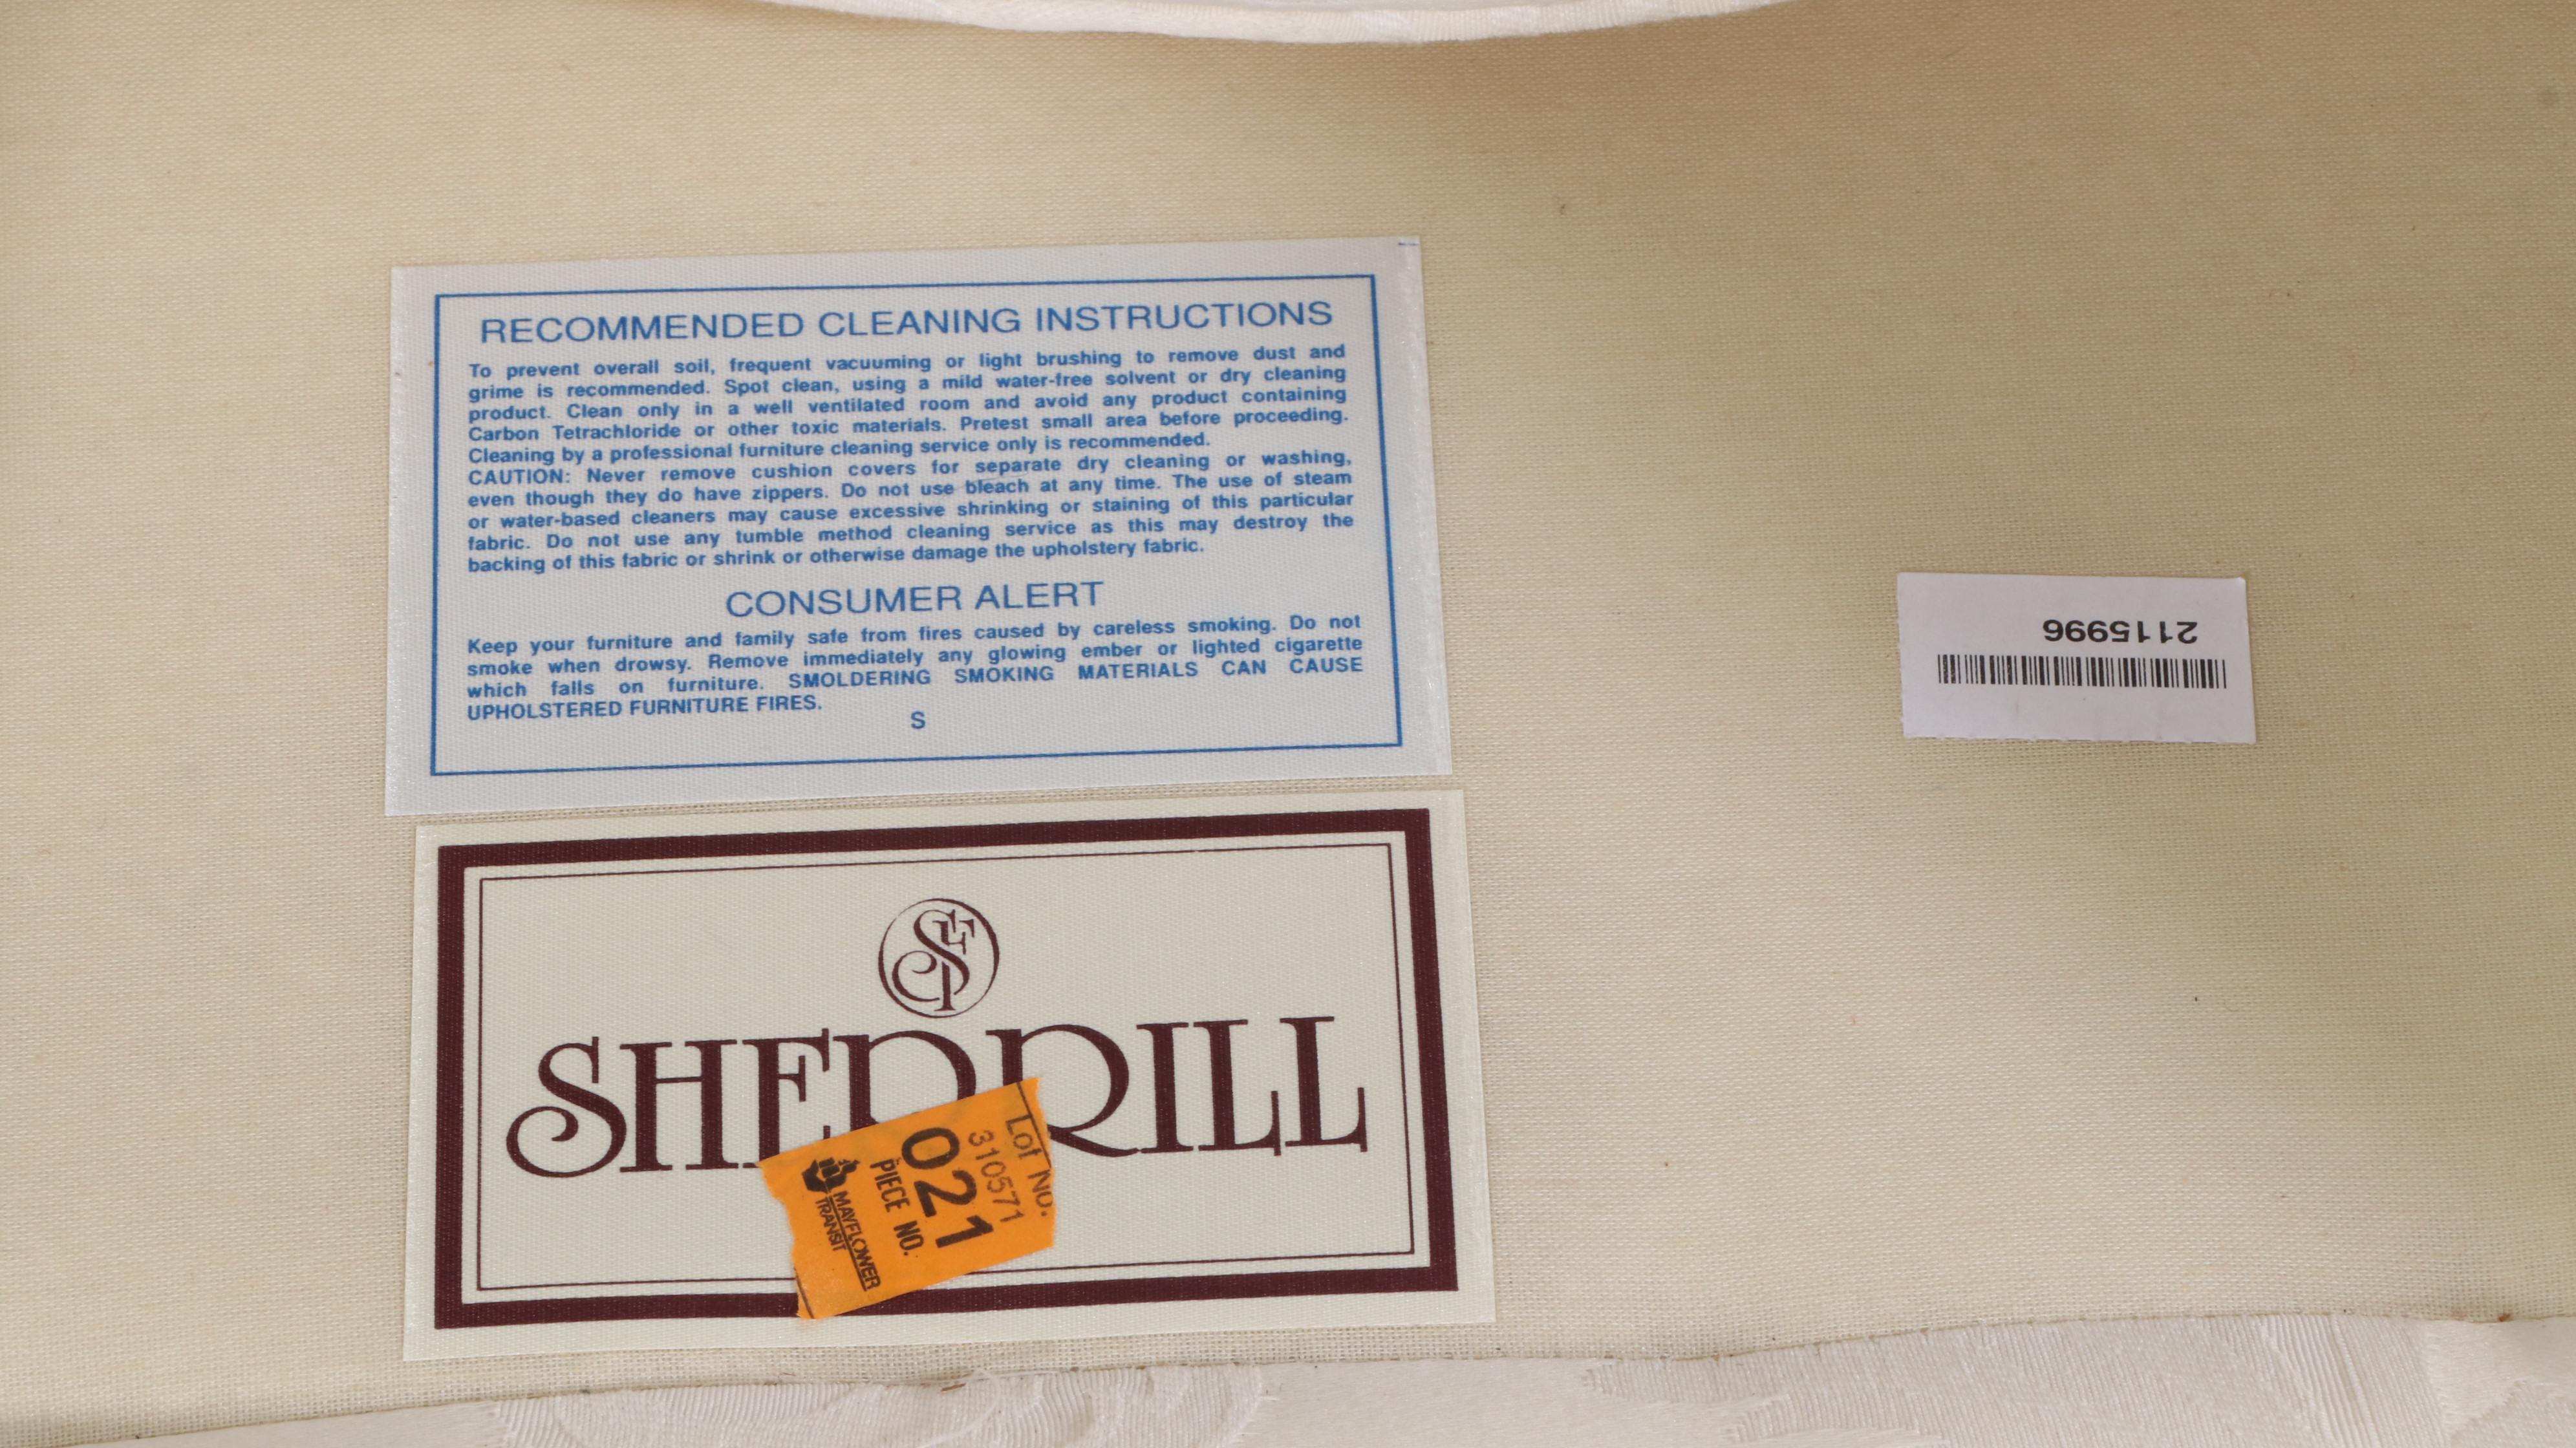 RECOMMENDED CLEANING INSTRUCTIONS
To prevent overall soil, frequent vacuuming or light brushing to remove dust and
grime is recommended. Spot clean, using a mild water-free solvent or dry cleaning
product. Clean only in a well ventilated room and avoid any product containing
Carbon Tetrachloride or other toxic materials. Pretest small area before proceeding.
Cleaning by a professional furniture cleaning service only is recommended.
CAUTION: Never remove cushion covers for separate dry cleaning or washing,
even though they do have zippers. Do not use bleach at any time. The use of steam
or water-based cleaners may cause excessive shrinking or staining of this particular
fabric. Do not use any tumble method cleaning service as this may destroy the
backing of this fabric or shrink or otherwise damage the upholstery fabric.
CONSUMER ALERT
Keep your furniture and family safe from fires caused by careless smoking. Do not
smoke when drowsy. Remove immediately any glowing ember or lighted cigarette
which falls on furniture. SMOLDERING SMOKING MATERIALS CAN CAUSE
UPHOLSTERED FURNITURE FIRES.
S
2115996
SF
SHERRILL
Lot No.
310571
021
PIECE NO.
MAYFLOWER
TRANSIT